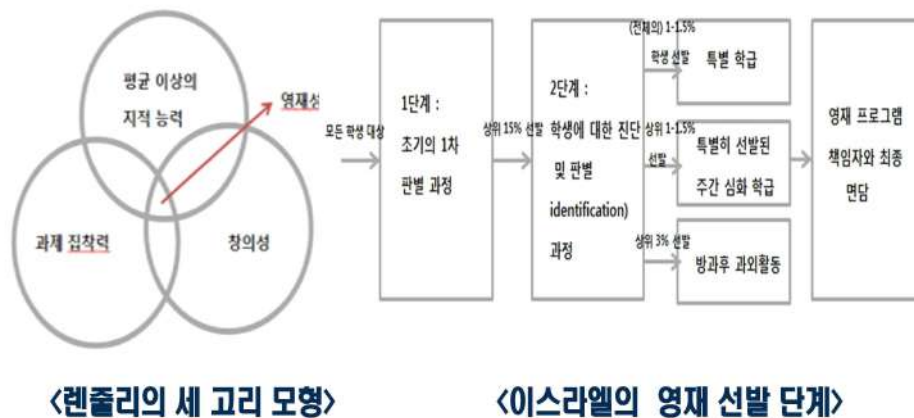 평균 이상의
지적 능력
영재성
과제 집착력
창의성
모든 학생 대상
1단계 :
초기의 1차
판별 과정
상위 15% 선발
2단계 :
학생에 대한 진단
및 판별
identification)
과정
(전체의) 1-1.5%
학생 선발
특별 학급
상위 1-1.5%
선발
특별히 선발된
주간 심화 학급
상위 3% 선발
방과후 과외활동
영재 프로그램
책임자와 최종
면담
<렌줄리의 세 고리 모형>
<이스라엘의 영재 선발 단계>